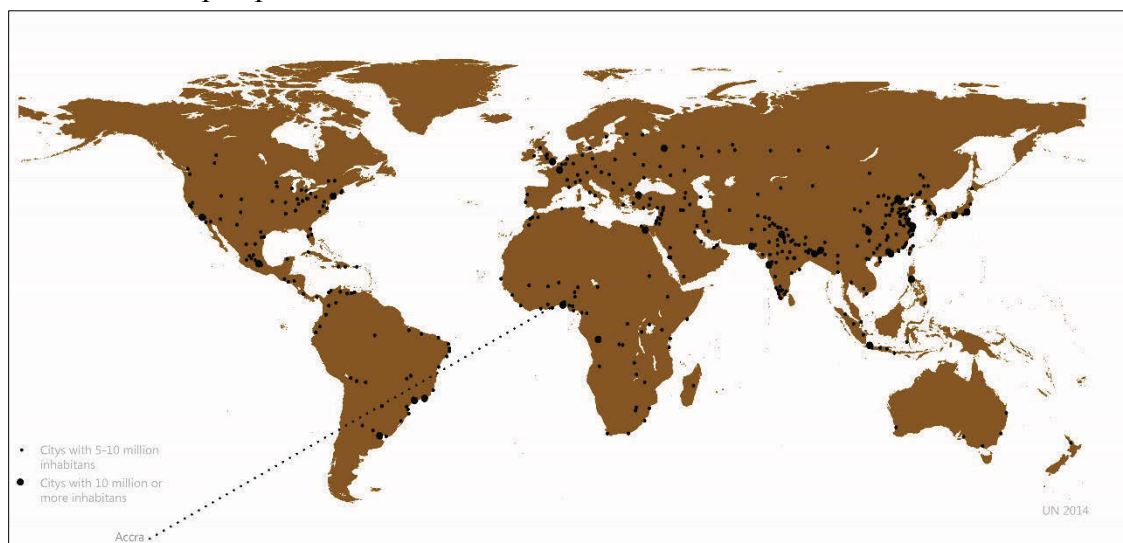 Citys with 5-10 million
inhabitans
Citys with 10 million or
more inhabitans
UN 2014
Accra